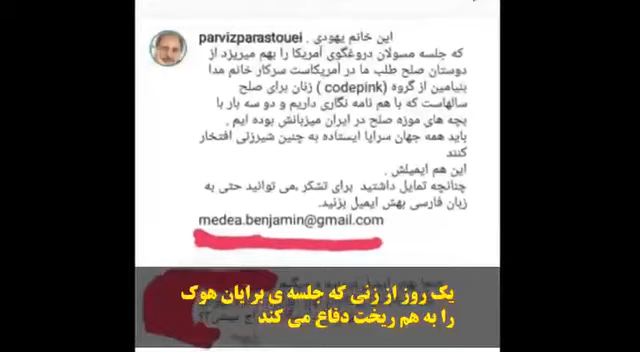 parvizparastouei این خانم یهودی .
که جلسه مسولان دروغگوی آمریکا را بهم میریزد از
دوستان صلح طلب ما در آمریکاست سرکار خانم مدا
بنیامین از گروه (codepink ) زنان برای صلح
سالهاست که با هم نامه نگاری داریم و دو سه بار با
بچه های موزه صلح در ایران میزبانش بوده ایم .
باید همه جهان سراپا ایستاده به چنین شیرزنی افتخار
کنند
این هم ایمیلش .
چنانچه تمایل داشتید برای تشکر ،می توانید حتی به
زبان فارسی بهش ایمیل بزنید.
medea.benjamin@gmail.com
یک روز از زنی که جلسه ی برایان هوک
را به هم ریخت دفاع می کند